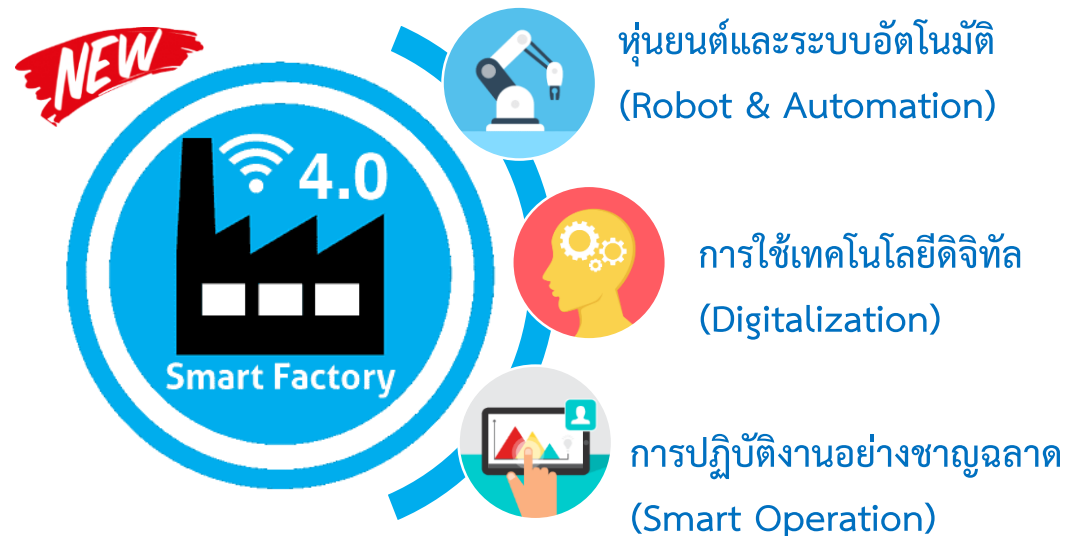 NEW
4.0
Smart Factory
หุ่นยนต์และระบบอัตโนมัติ
(Robot & Automation)
การใช้เทคโนโลยีดิจิทัล
(Digitalization)
การปฏิบัติงานอย่างชาญฉลาด
(Smart Operation)